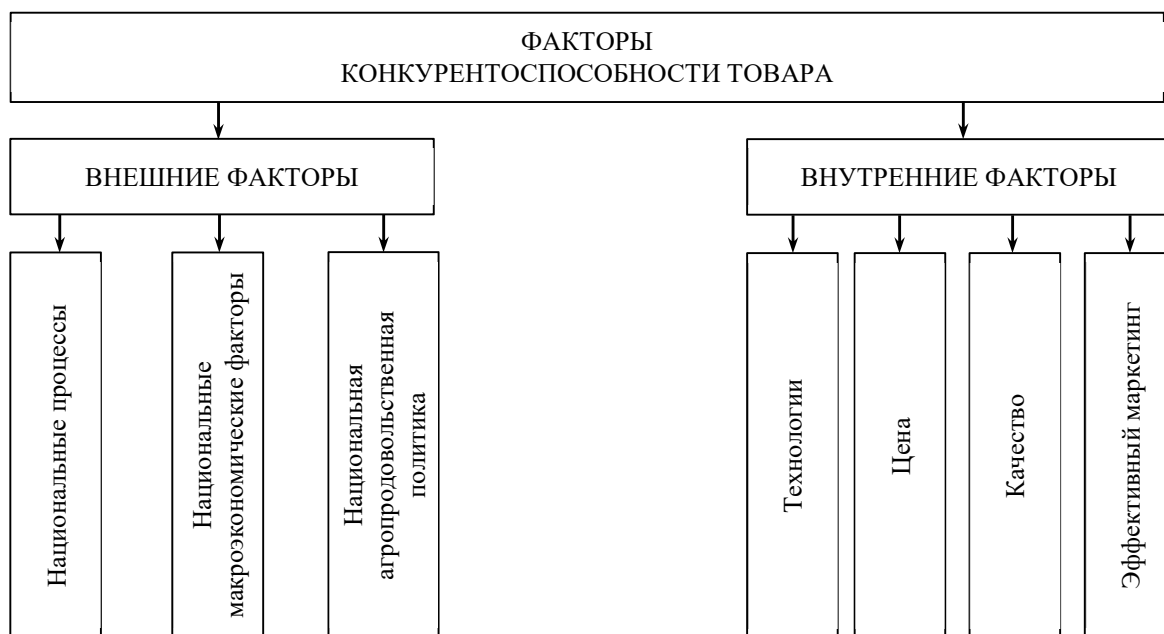 ФАКТОРЫ
КОНКУРЕНТОСПОСОБНОСТИ ТОВАРА
ВНЕШНИЕ ФАКТОРЫ
ВНУТРЕННИЕ ФАКТОРЫ
Национальные процессы
Национальные
макроэкономические факторы
Национальная
агропродовольственная
политика
Технологии
Цена
Качество
Эффективный маркетинг